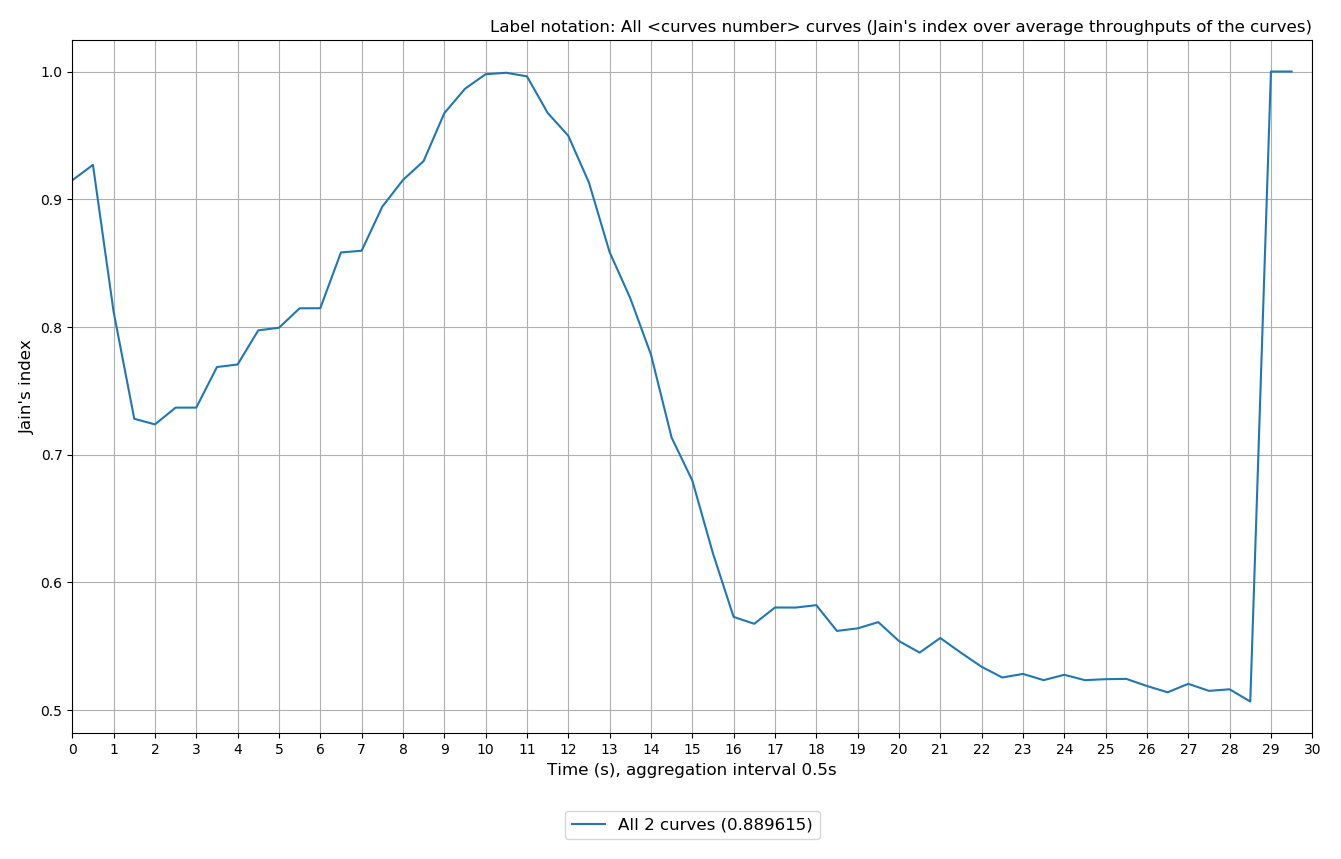 Label notation: All <curves number> curves (Jain's index over average throughputs of the curves)
1.0
0.9
0.8
0.7
0.6
0.5
Jain's index
0 1 2 3 4 5 6 7 8 9 10 11 12 13 14 15 16 17 18 19 20 21 22 23 24 25 26 27 28 29 30
Time (s), aggregation interval 0.5s
All 2 curves (0.889615)